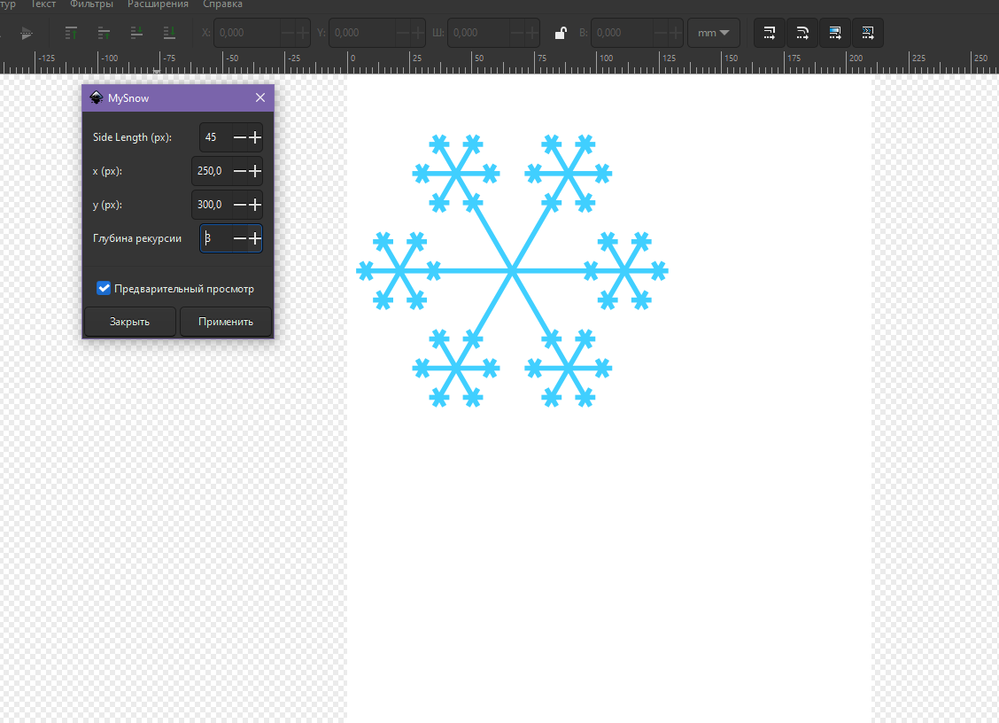 тур Текст Фильтры Расширения Справка
X: 0,000 Y: 0,000 Ш: 0,000 В: 0,000 mm
-125 -100 -75 -50 -25 0 25 50 75 100 125 150 175 200 225 250
MySnow
Side Length (px): 45
x (px): 250,0
y (px): 300,0
Глубина рекурсии 3
Предварительный просмотр
Закрыть Применить